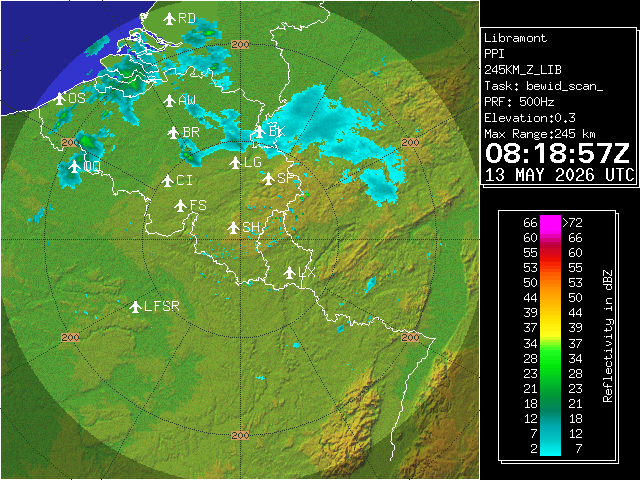 RD
200
OS
AW
BR
BK
200
200
OO
LG
CI
SP
FS
SH
LX
LFSR
200
200
200
Libramont
PPI
245KM_Z_LIB
Task: bewid_scan_
PRF: 500Hz
Elevation:0.3
Max Range:245 km
08:18:57Z
13 MAY 2026 UTC
66 >72
60 66
55 60
53 55
50 53
44 50
39 44
37 39
34 37
28 34
23 28
21 23
18 21
12 18
7 12
2 7
Reflectivity in dBZ